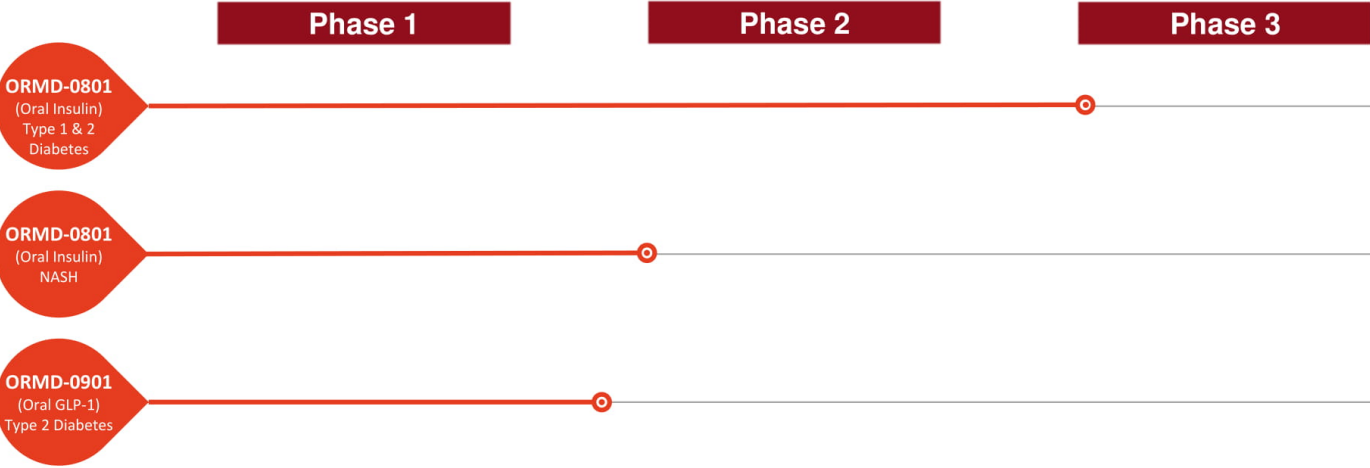 Phase 1
Phase 2
Phase 3
ORMD-0801
(Oral Insulin)
Type 1 & 2
Diabetes
ORMD-0801
(Oral Insulin)
NASH
ORMD-0901
(Oral GLP-1)
Type 2 Diabetes